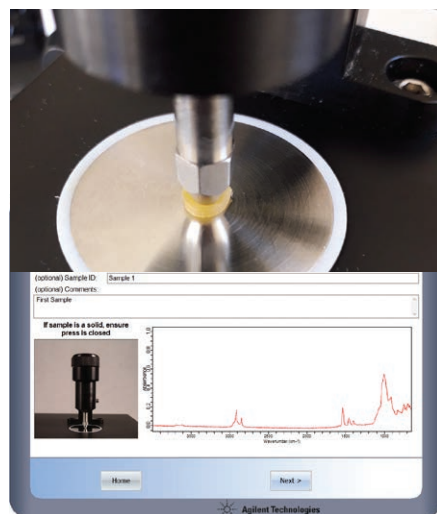 (optional) Sample ID: Sample 1
(optional) Comments:
First Sample
If sample is a solid, ensure
press is closed
Absorbance
Wavenumber (cm-1)
Home
Next >
Agilent Technologies